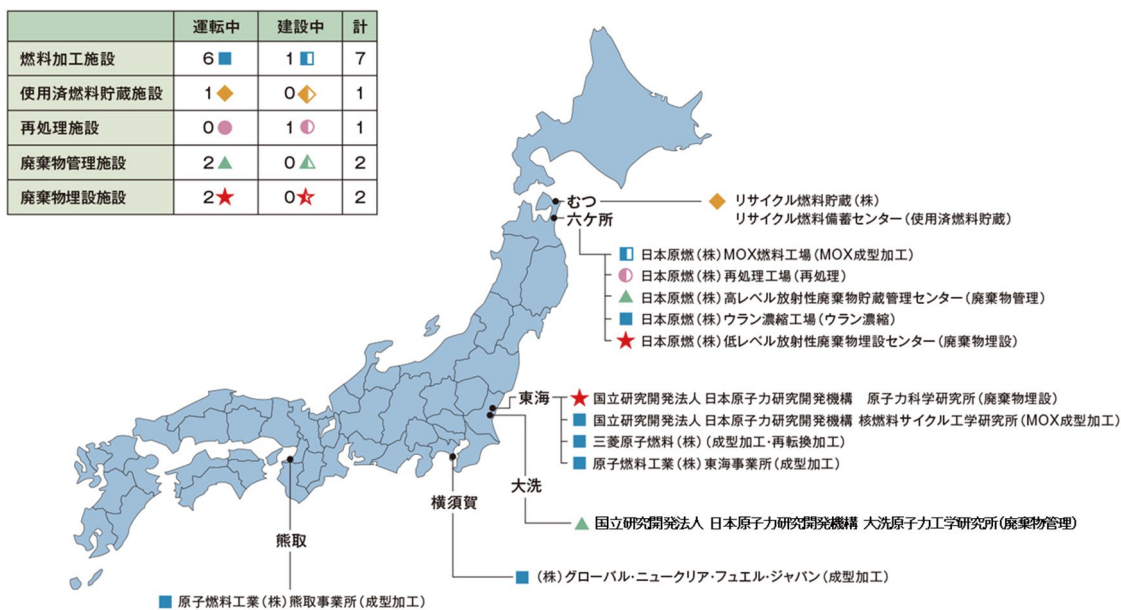 運転中 建設中 計
燃料加工施設 6 1 7
使用済燃料貯蔵施設 1 0 1
再処理施設 0 1 1
廃棄物管理施設 2 0 2
廃棄物埋設施設 2 0 2
むつ
リサイクル燃料貯蔵(株)
リサイクル燃料備蓄センター(使用済燃料貯蔵)
六ケ所
日本原燃(株)MOX燃料工場(MOX成型加工)
日本原燃(株)再処理工場(再処理)
日本原燃(株)高レベル放射性廃棄物貯蔵管理センター(廃棄物管理)
日本原燃(株)ウラン濃縮工場(ウラン濃縮)
日本原燃(株)低レベル放射性廃棄物埋設センター(廃棄物埋設)
東海
国立研究開発法人 日本原子力研究開発機構 原子力科学研究所(廃棄物埋設)
国立研究開発法人 日本原子力研究開発機構 核燃料サイクル工学研究所(MOX成型加工)
三菱原子燃料(株)(成型加工・再転換加工)
原子燃料工業(株)東海事業所(成型加工)
大洗
国立研究開発法人 日本原子力研究開発機構 大洗原子力工学研究所(廃棄物管理)
横須賀
(株)グローバル・ニュークリア・フュエル・ジャパン(成型加工)
熊取
原子燃料工業(株)熊取事業所(成型加工)